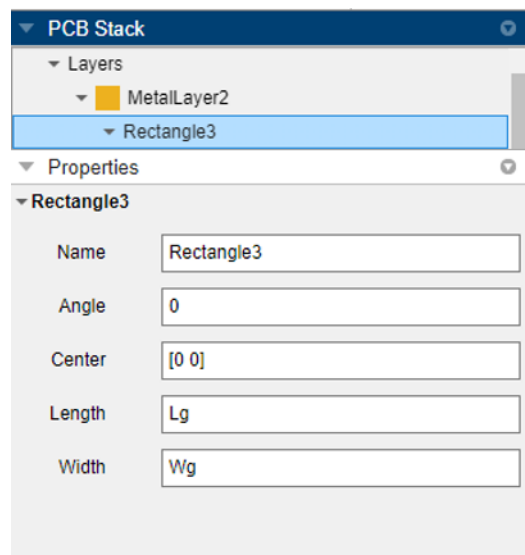 PCB Stack
Layers
MetalLayer2
Rectangle3
Properties
Rectangle3
Name Rectangle3
Angle 0
Center [0 0]
Length Lg
Width Wg